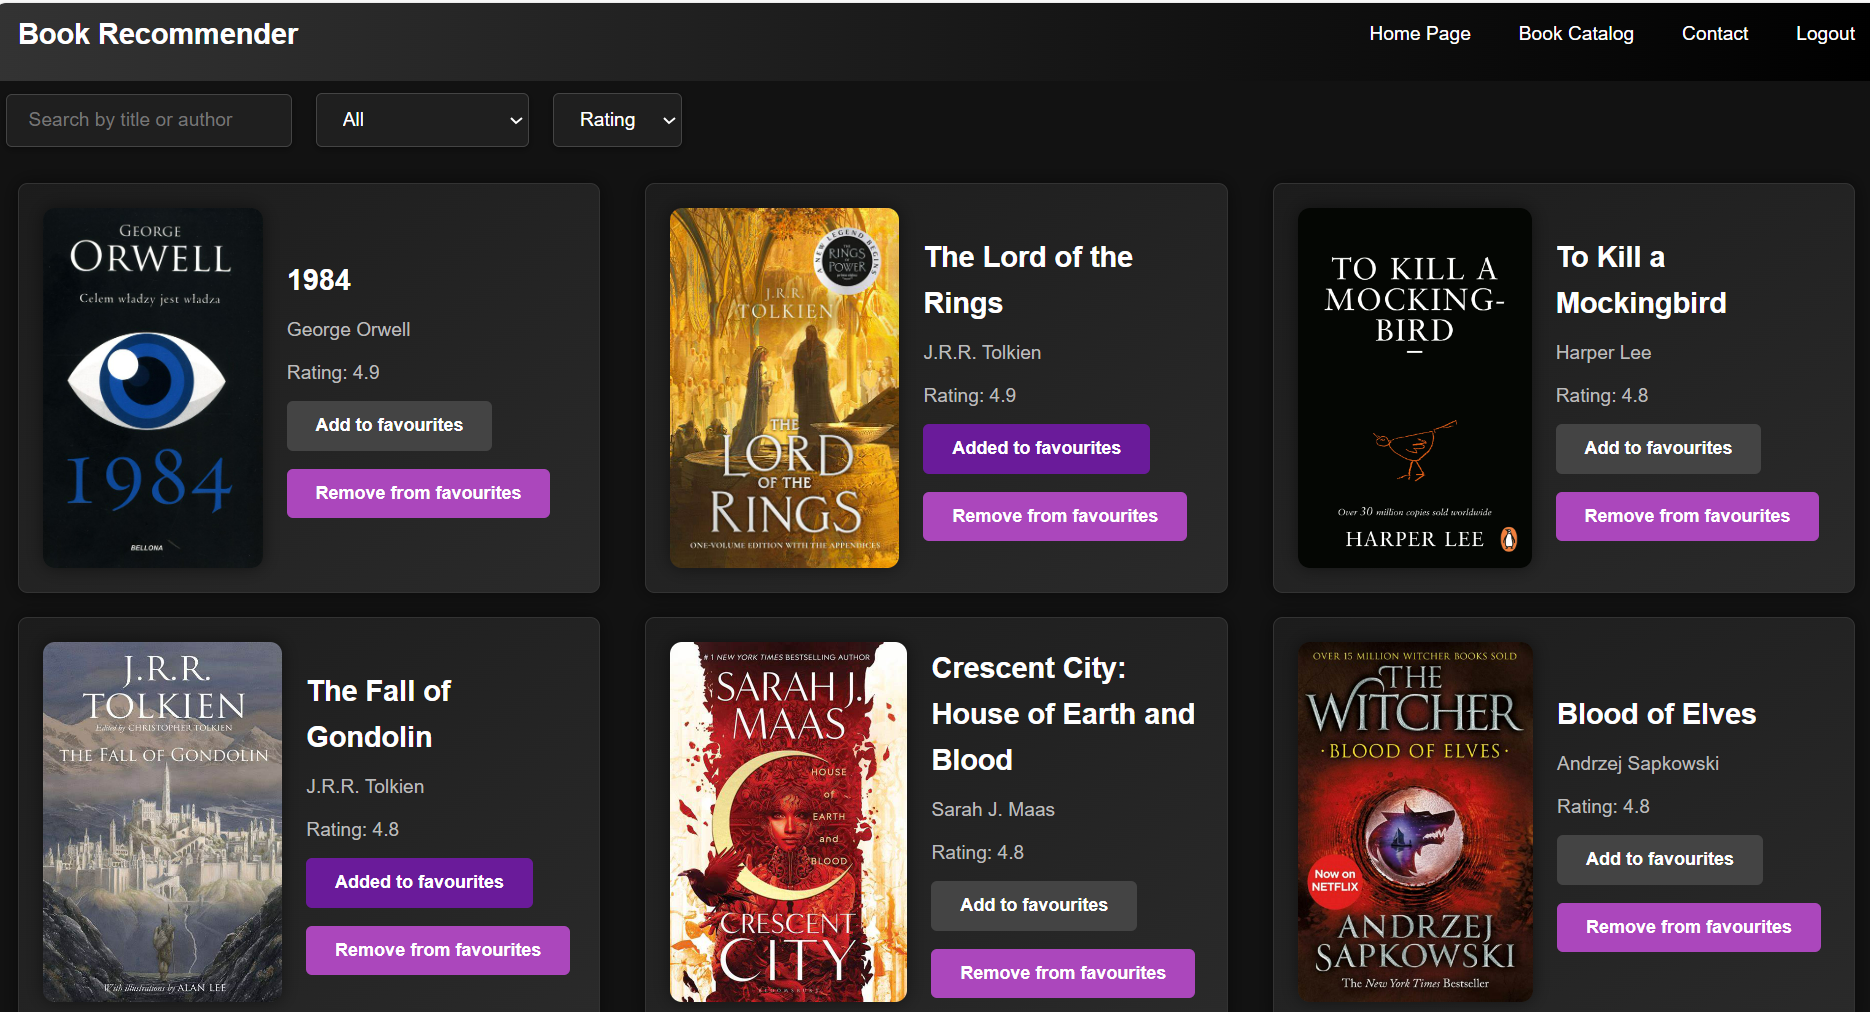 Book Recommender
Home Page
Book Catalog
Contact
Logout
Search by title or author
All
Rating
GEORGE
ORWELL
Celem władzy jest władza
1984
BELLONA
1984
George Orwell
Rating: 4.9
Add to favourites
Remove from favourites
A NEW LEGEND BEGINS
THE
RINGS
OF
POWER
J.R.R.
TOLKIEN
THE
LORD
OF THE
RINGS
ONE-VOLUME EDITION WITH THE APPENDICES
The Lord of the
Rings
J.R.R. Tolkien
Rating: 4.9
Added to favourites
Remove from favourites
TO KILL A
MOCKING-
BIRD
Over 30 million copies sold worldwide
HARPER LEE
To Kill a
Mockingbird
Harper Lee
Rating: 4.8
Add to favourites
Remove from favourites
J.R.R.
TOLKIEN
Edited by CHRISTOPHER TOLKIEN
THE FALL OF GONDOLIN
With illustrations by ALAN LEE
The Fall of
Gondolin
J.R.R. Tolkien
Rating: 4.8
Added to favourites
Remove from favourites
#1 NEW YORK TIMES BESTSELLING AUTHOR
SARAH J.
MAAS
HOUSE
of
EARTH
and
BLOOD
CRESCENT
CITY
BLOOMSBURY
Crescent City:
House of Earth and
Blood
Sarah J. Maas
Rating: 4.8
Add to favourites
Remove from favourites
OVER 15 MILLION WITCHER BOOKS SOLD
THE
WITCHER
·BLOOD OF ELVES·
Now on
NETFLIX
ANDRZEJ
SAPKOWSKI
The New York Times Bestseller
Blood of Elves
Andrzej Sapkowski
Rating: 4.8
Add to favourites
Remove from favourites